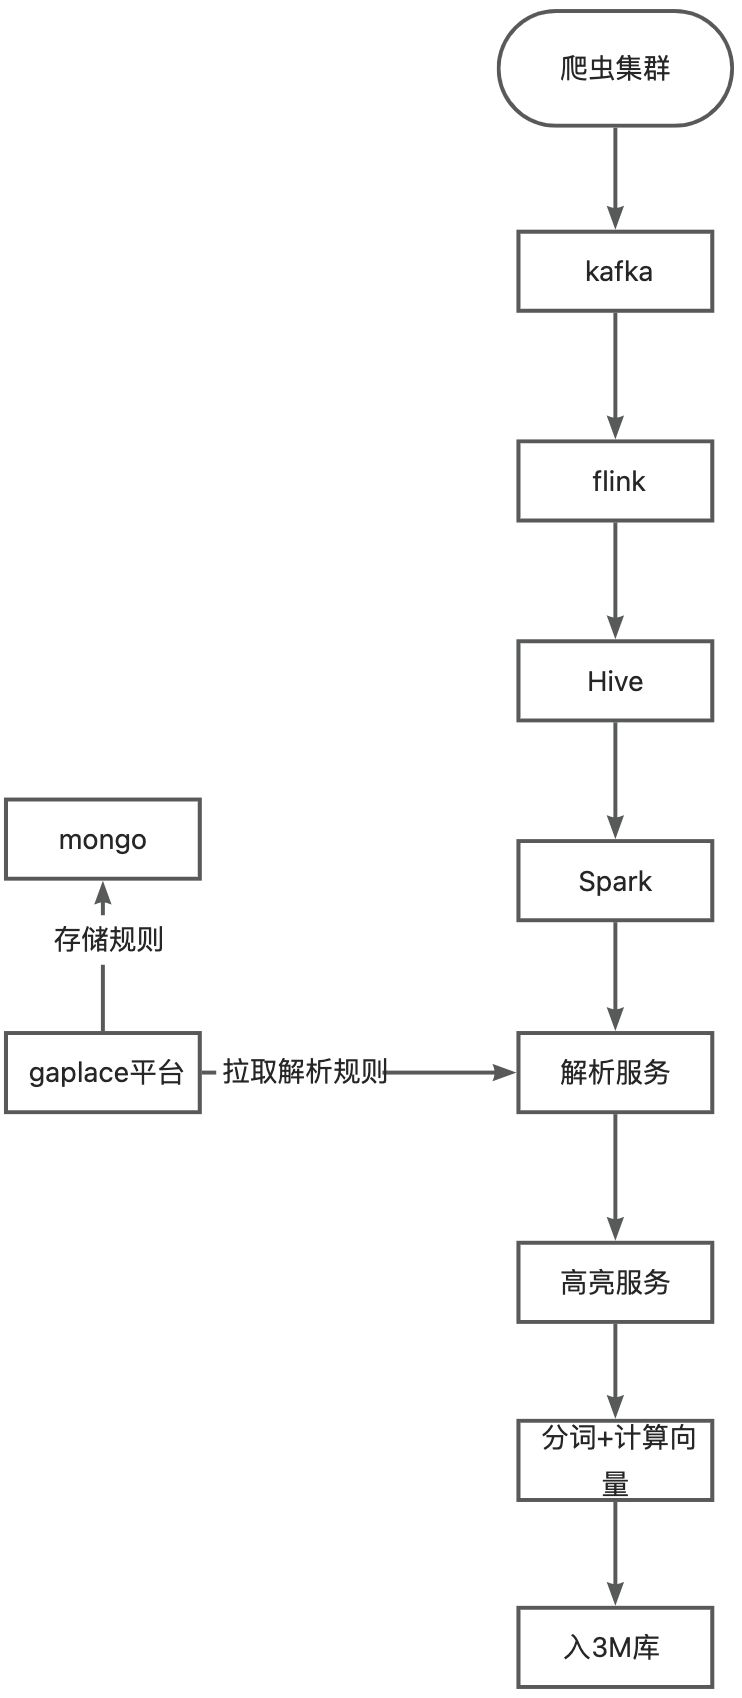 爬虫集群
kafka
flink
Hive
mongo
Spark
存储规则
gaplace平台
拉取解析规则
解析服务
高亮服务
分词+计算向
量
入3M库